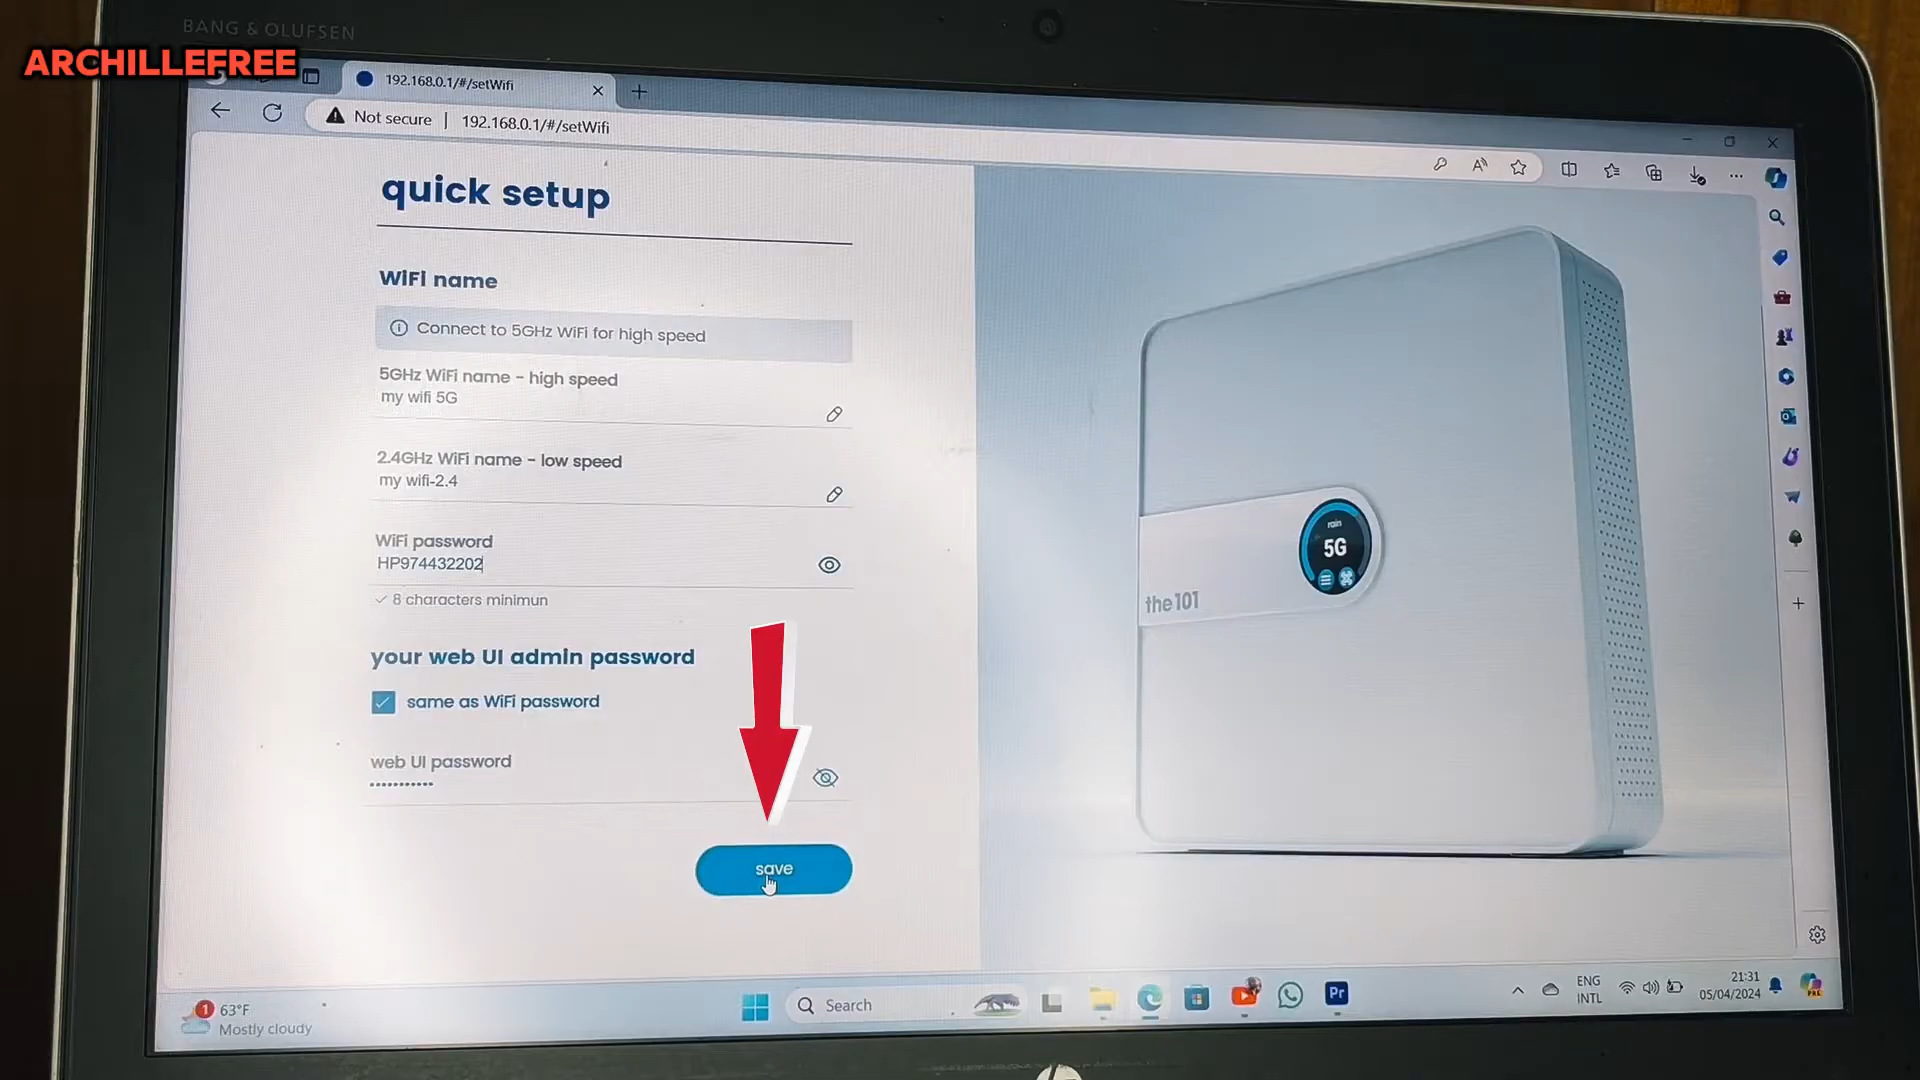 BANG & OLUFSEN
ARCHILLEFREE
192.168.0.1/#/setWifi
Not secure | 192.168.0.1/#/setWifi
quick setup
WiFi name
Connect to 5GHz WiFi for high speed
5GHz WiFi name - high speed
my wifi 5G
2.4GHz WiFi name - low speed
my wifi-2.4
WiFi password
HP974432202
8 characters minimun
your web UI admin password
same as WiFi password
web UI password
save
rain
5G
the 101
1
63°F
Mostly cloudy
Search
Pr
ENG
INTL
21:31
05/04/2024